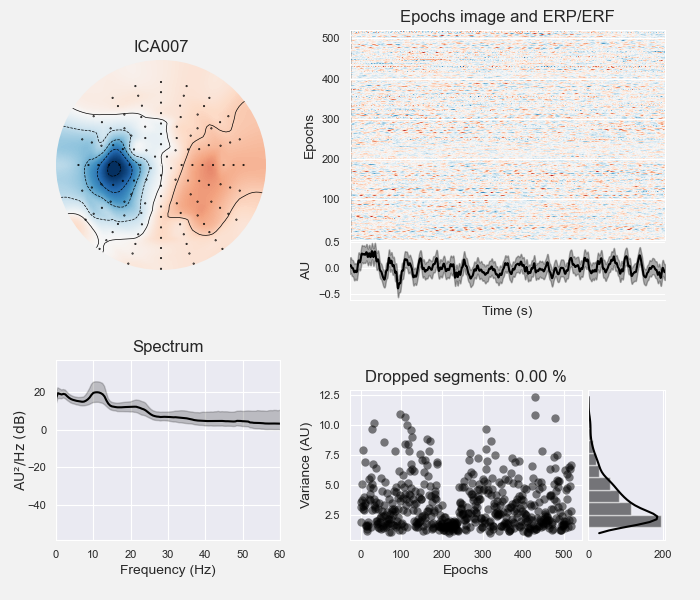 ICA007
Epochs image and ERP/ERF
500
400
300
200
100
Epochs
0.5
0.0
−0.5
AU
Time (s)
Spectrum
20
0
−20
−40
AU²/Hz (dB)
0 10 20 30 40 50 60
Frequency (Hz)
Dropped segments: 0.00 %
12.5
10.0
7.5
5.0
2.5
Variance (AU)
0 100 200 300 400 500
Epochs
0 200